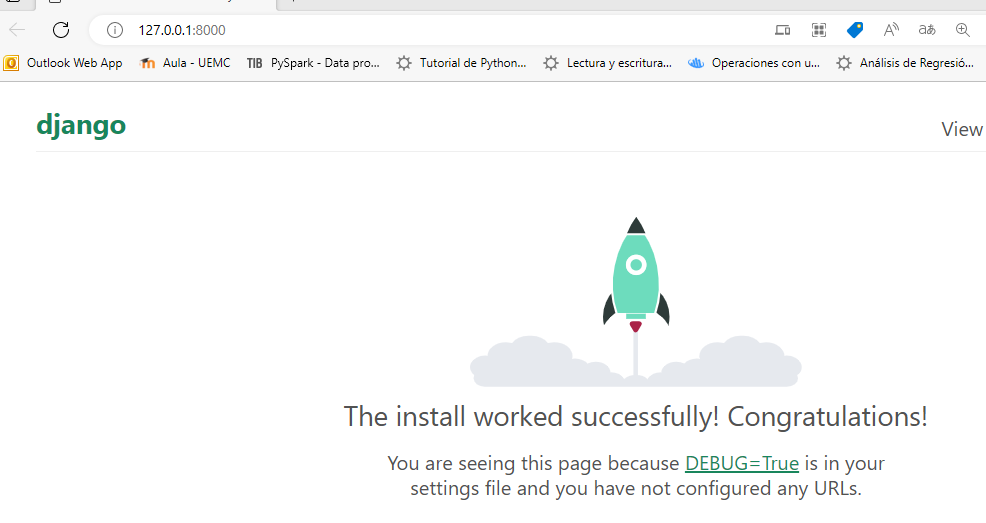 127.0.0.1:8000
Outlook Web App Aula - UEMC TIB PySpark - Data pro... Tutorial de Python... Lectura y escritura... Operaciones con u... Análisis de Regresió...
django
View
The install worked successfully! Congratulations!
You are seeing this page because DEBUG=True is in your
settings file and you have not configured any URLs.